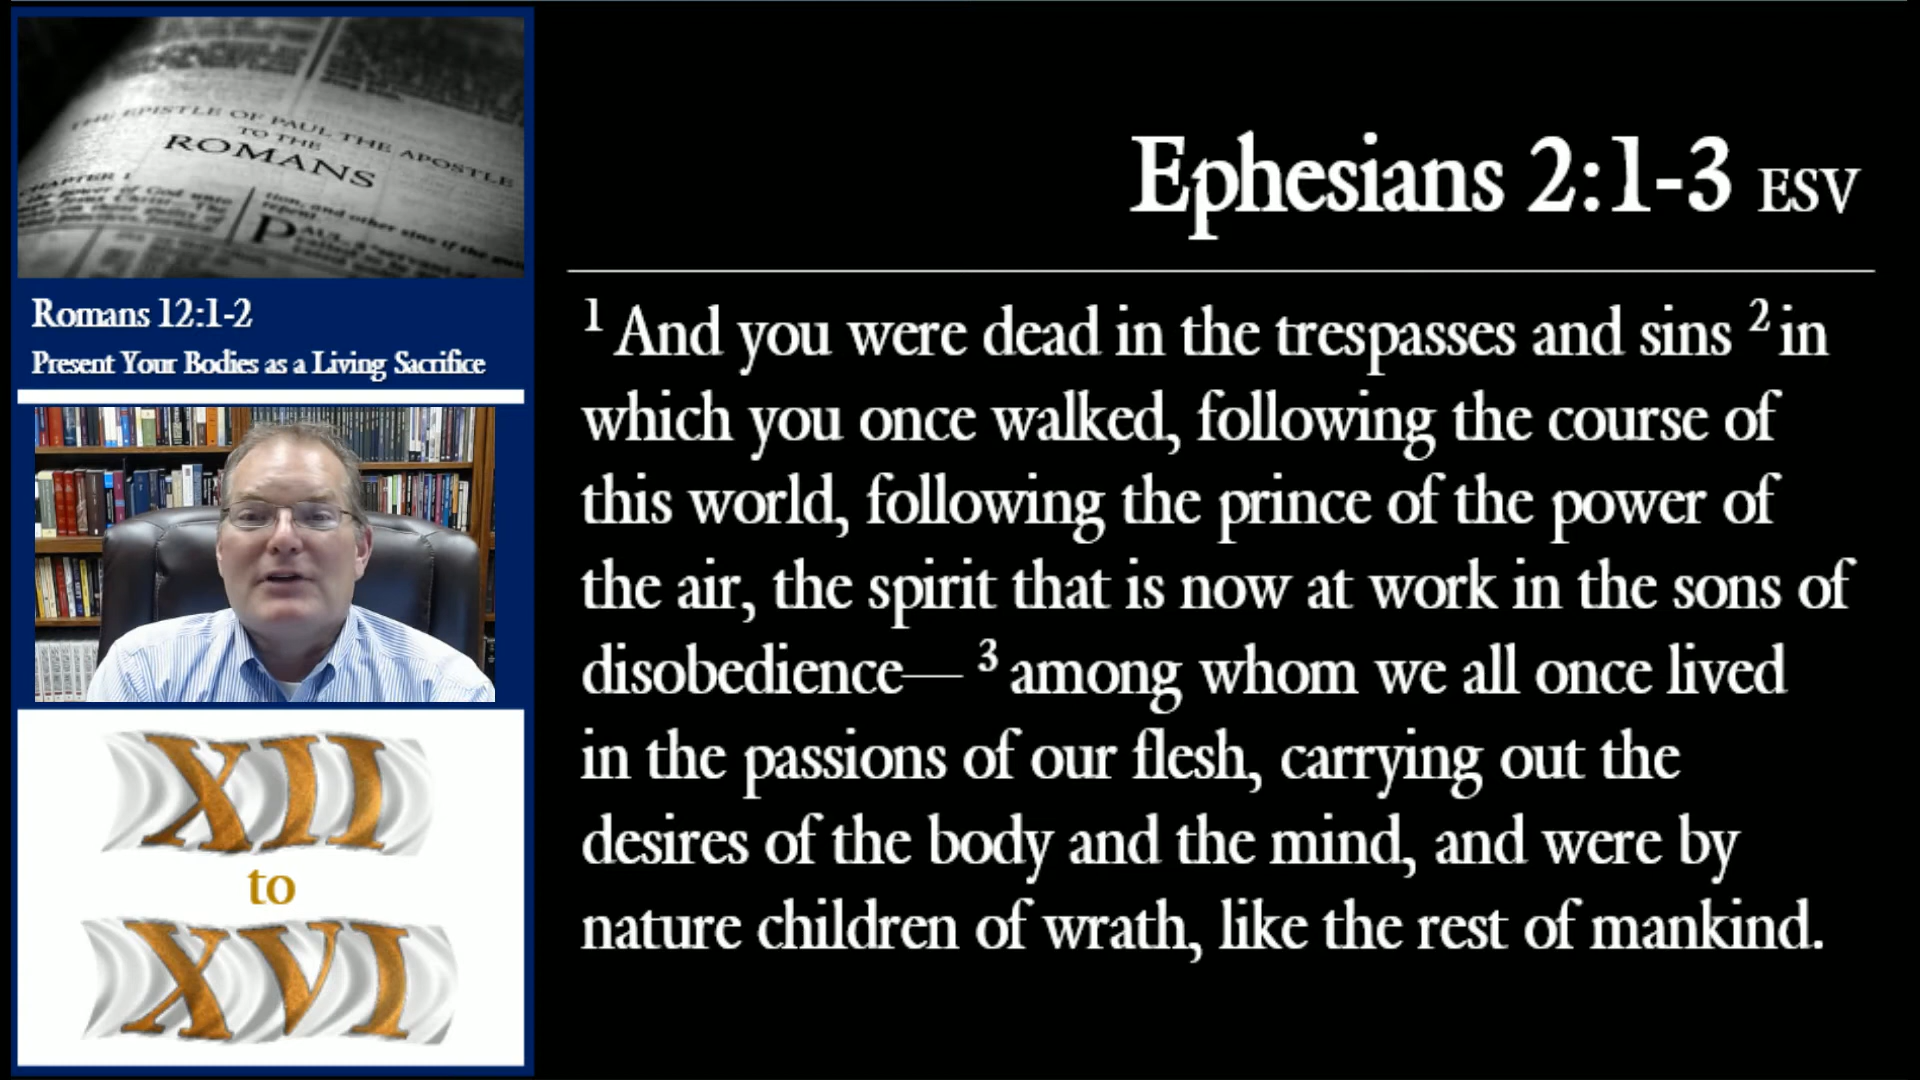 THE EPISTLE OF PAUL THE APOSTLE
TO THE
ROMANS
CHAPTER 1
Romans 12:1-2
Present Your Bodies as a Living Sacrifice
XII
to
XVI
Ephesians 2:1-3 ESV
1 And you were dead in the trespasses and sins 2 in
which you once walked, following the course of
this world, following the prince of the power of
the air, the spirit that is now at work in the sons of
disobedience— 3 among whom we all once lived
in the passions of our flesh, carrying out the
desires of the body and the mind, and were by
nature children of wrath, like the rest of mankind.